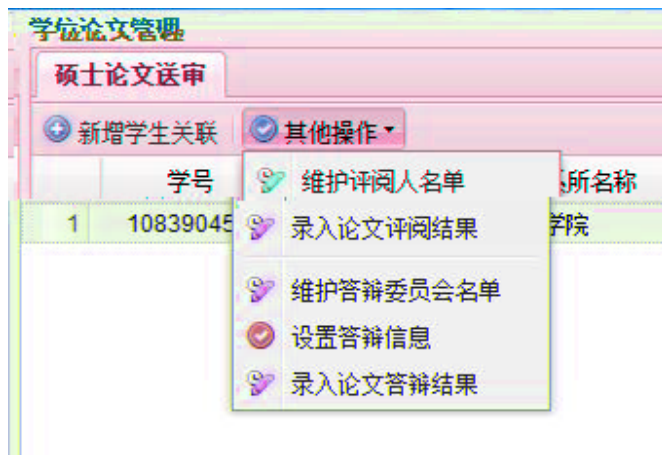 学位论文管理
硕士论文送审
新增学生关联 其他操作
学号 所名称
1 10839045 学院
维护评阅人名单
录入论文评阅结果
维护答辩委员会名单
设置答辩信息
录入论文答辩结果